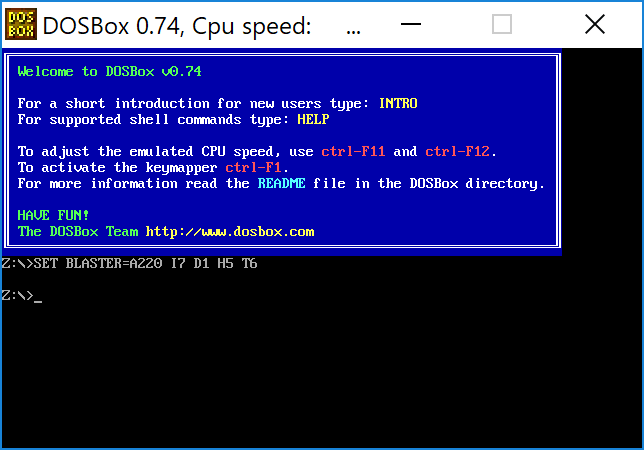 DOS
BOX
DOSBox 0.74, Cpu speed: ...
Welcome to DOSBox v0.74
For a short introduction for new users type: INTRO
For supported shell commands type: HELP
To adjust the emulated CPU speed, use ctrl-F11 and ctrl-F12.
To activate the keymapper ctrl-F1.
For more information read the README file in the DOSBox directory.
HAVE FUN!
The DOSBox Team http://www.dosbox.com
Z:\>SET BLASTER=A220 I7 D1 H5 T6
Z:\>_